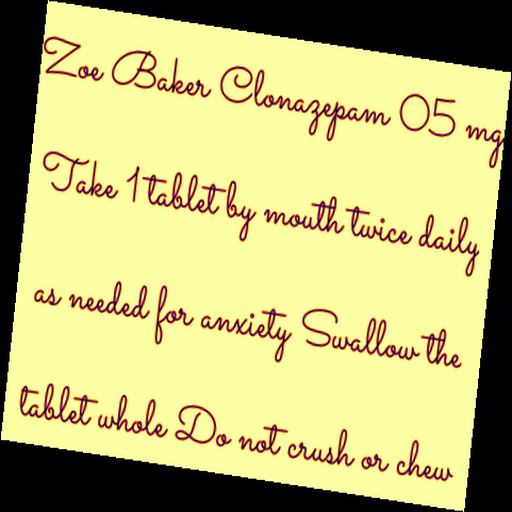 Zoe Baker Clonazepam 05 mg
Take 1 tablet by mouth twice daily
as needed for anxiety Swallow the
tablet whole Do not crush or chew